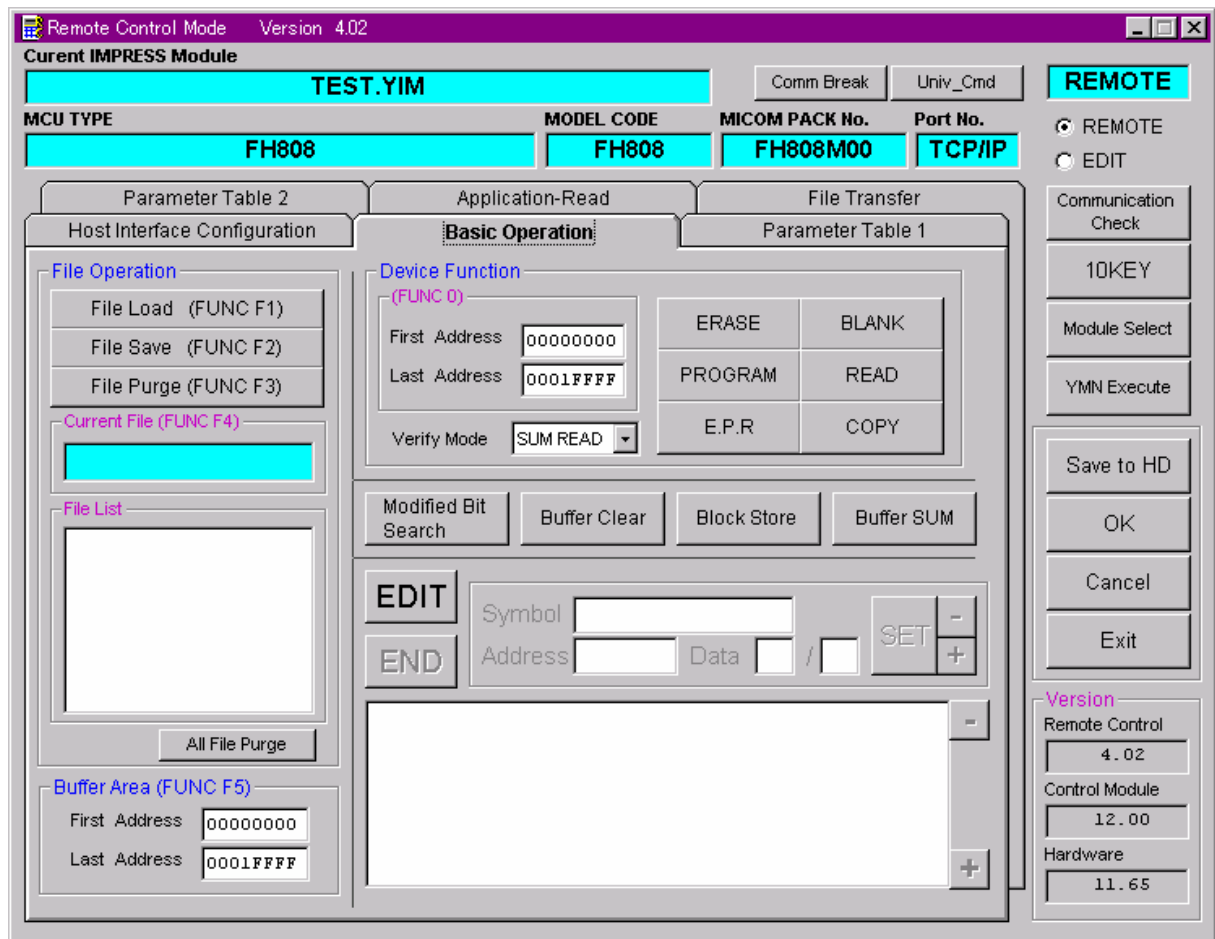 Remote Control Mode Version 4.02
Curent IMPRESS Module
TEST.YIM
Comm Break
Univ_Cmd
REMOTE
MCU TYPE
MODEL CODE
MICOM PACK No.
Port No.
FH808
FH808
FH808M00
TCP/IP
REMOTE
EDIT
Parameter Table 2
Application-Read
File Transfer
Host Interface Configuration
Basic Operation
Parameter Table 1
File Operation
File Load (FUNC F1)
File Save (FUNC F2)
File Purge (FUNC F3)
Current File (FUNC F4)
File List
All File Purge
Buffer Area (FUNC F5)
First Address 00000000
Last Address 0001FFFF
Device Function
(FUNC 0)
First Address 00000000
Last Address 0001FFFF
Verify Mode SUM READ
ERASE
BLANK
PROGRAM
READ
E.P.R
COPY
Modified Bit
Search
Buffer Clear
Block Store
Buffer SUM
EDIT
END
Symbol
Address
Data /
SET
-
+
-
+
Communication
Check
10KEY
Module Select
YMN Execute
Save to HD
OK
Cancel
Exit
Version
Remote Control
4.02
Control Module
12.00
Hardware
11.65